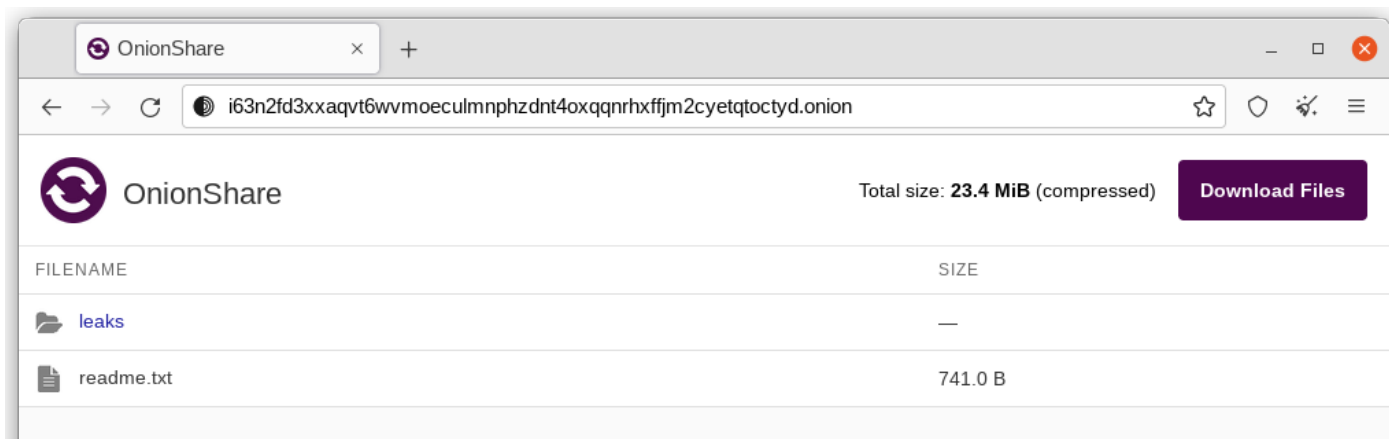 OnionShare
i63n2fd3xxaqvt6wvmoeculmnphzdnt4oxqqnrhxffjm2cyetqtoctyd.onion
OnionShare Total size: 23.4 MiB (compressed) Download Files
FILENAME SIZE
leaks —
readme.txt 741.0 B